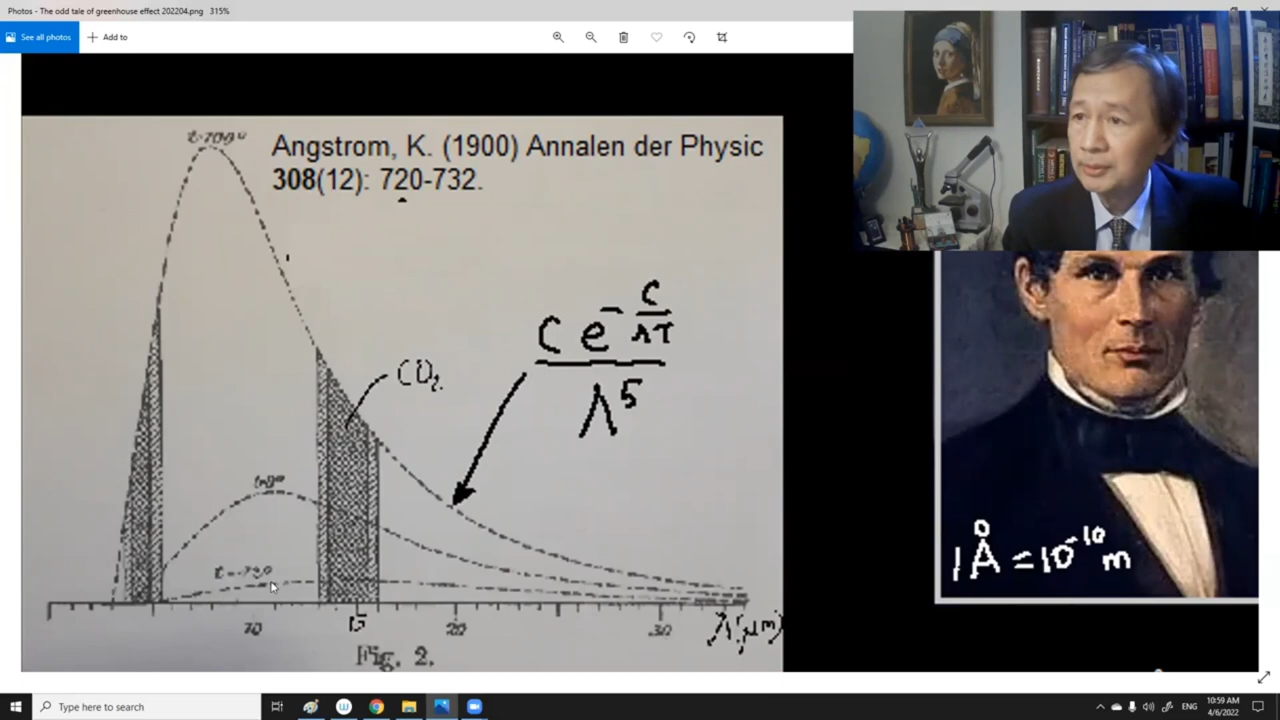 Photos - The odd tale of greenhouse effect 202204.png 315%
See all photos
Add to
Angstrom, K. (1900) Annalen der Physic
308(12): 720-732.
C e^-C/λT
λ^5
CO2
t=0°
10
15
20
30
λ(μm)
Fig. 2.
1 Å = 10^-10 m
Type here to search
ENG
10:59 AM
4/6/2022